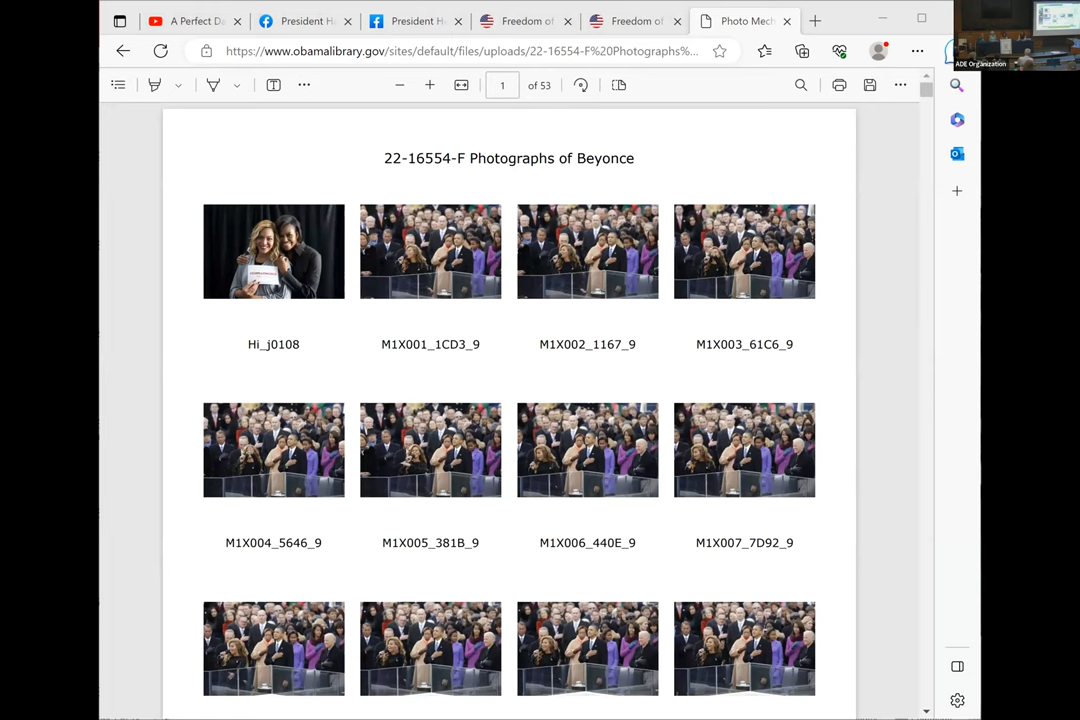 A Perfect Da
President Ha
President Ha
Freedom of
Freedom of
Photo Mech
ADE Organization
https://www.obamalibrary.gov/sites/default/files/uploads/22-16554-F%20Photographs%...
1 of 53
22-16554-F Photographs of Beyonce
Hi_j0108 M1X001_1CD3_9 M1X002_1167_9 M1X003_61C6_9
M1X004_5646_9 M1X005_381B_9 M1X006_440E_9 M1X007_7D92_9